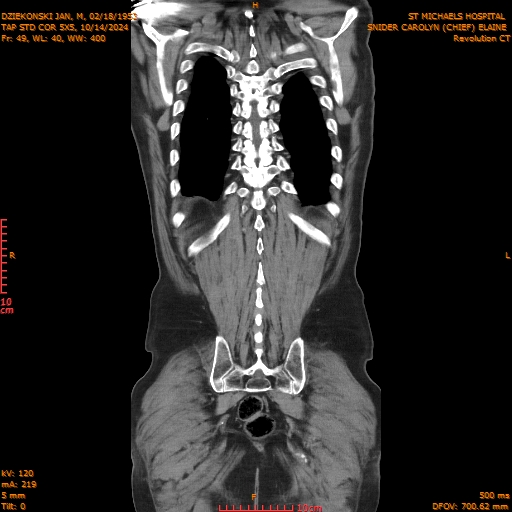 H
DZIEKONSKI JAN, M, 02/18/195
TAP STD COR 5X5, 10/14/2024
Fr: 49, WL: 40, WW: 400
ST MICHAELS HOSPITAL
SNIDER CAROLYN (CHIEF) ELAINE
Revolution CT
R
L
10
cm
kV: 120
mA: 219
5 mm
Tilt: 0
F
10cm
500 ms
DFOV: 700.62 mm